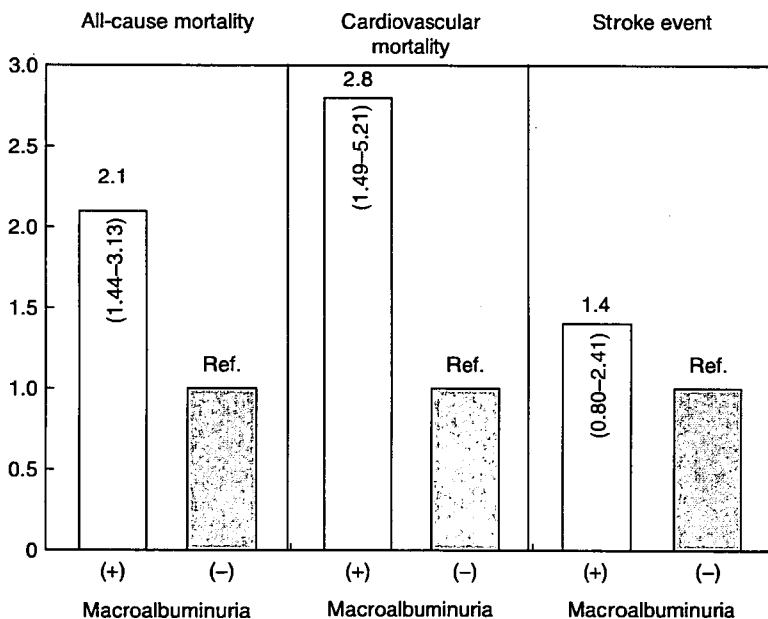 All-cause mortality
Cardiovascular
mortality
Stroke event
3.0
2.5
2.0
1.5
1.0
0.5
0
2.1
(1.44–3.13)
Ref.
2.8
(1.49–5.21)
Ref.
1.4
(0.80–2.41)
Ref.
(+)
(–)
(+)
(–)
(+)
(–)
Macroalbuminuria
Macroalbuminuria
Macroalbuminuria